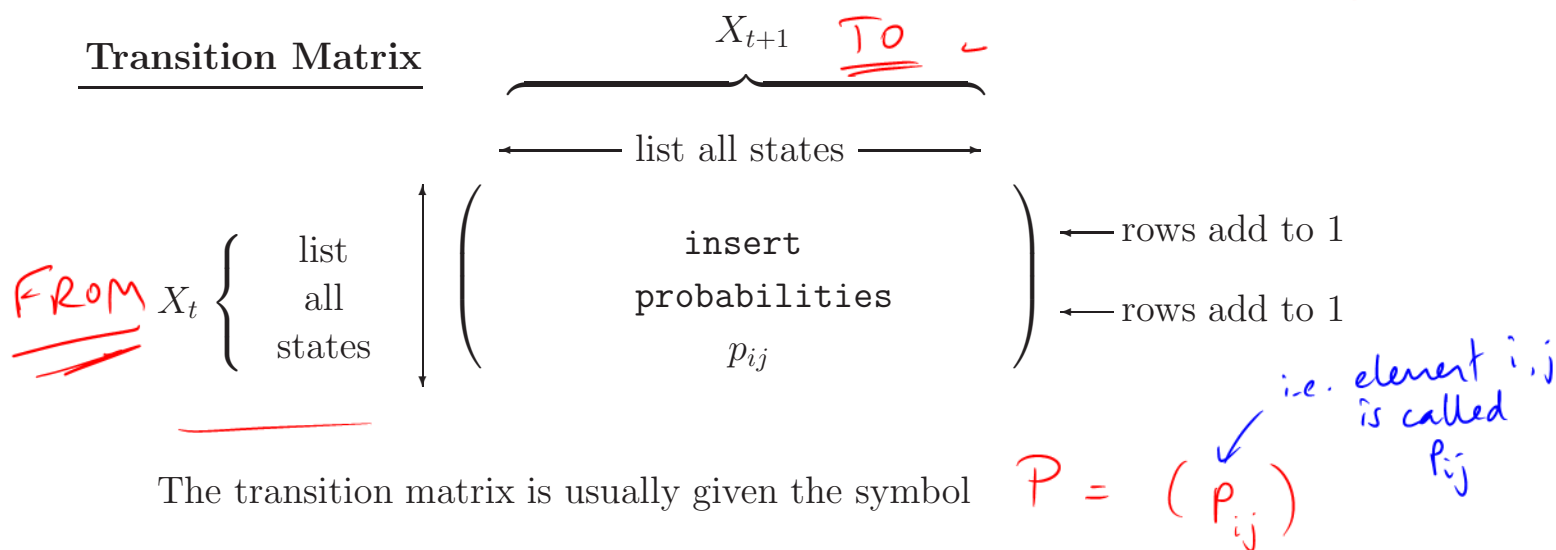 Transition Matrix
X_{t+1} TO
list all states
insert
probabilities
p_{ij}
rows add to 1
rows add to 1
FROM X_t { list
all
states
i.e. element i,j
is called
p_{ij}
The transition matrix is usually given the symbol P = (p_{ij})